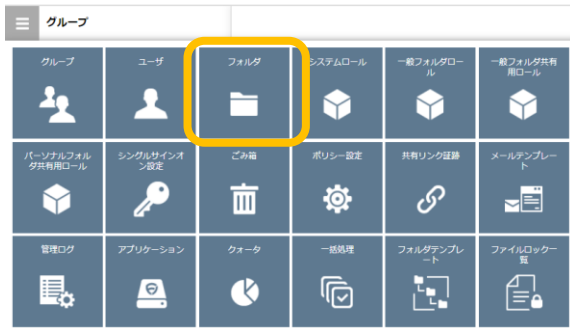 グループ
グループ
ユーザ
フォルダ
システムロール
一般フォルダロー
ル
一般フォルダ共有
用ロール
パーソナルフォル
ダ共有用ロール
シングルサインオ
ン設定
ごみ箱
ポリシー設定
共有リンク証跡
メールテンプレー
ト
管理ログ
アプリケーション
クォータ
一括処理
フォルダテンプレ
ート
ファイルロック一
覧